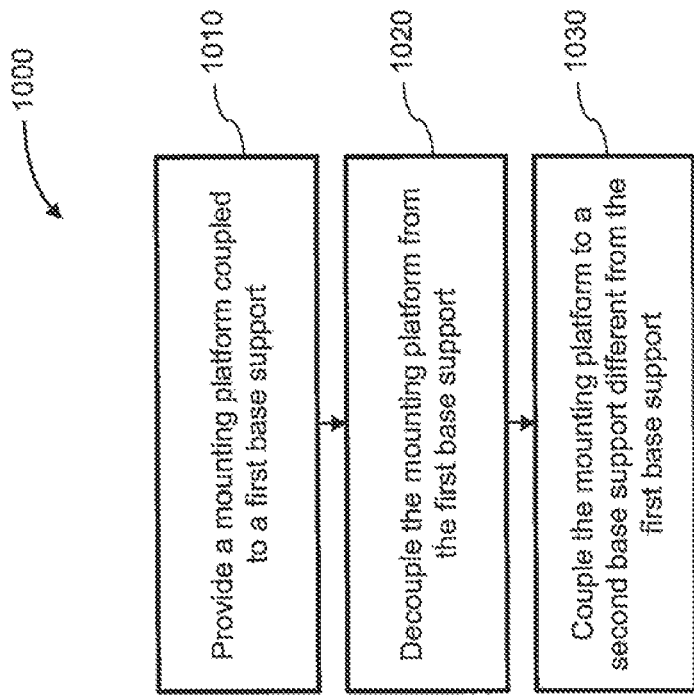 1000
Provide a mounting platform coupled
to a first base support
1010
Decouple the mounting platform from
the first base support
1020
Couple the mounting platform to a
second base support different from the
first base support
1030